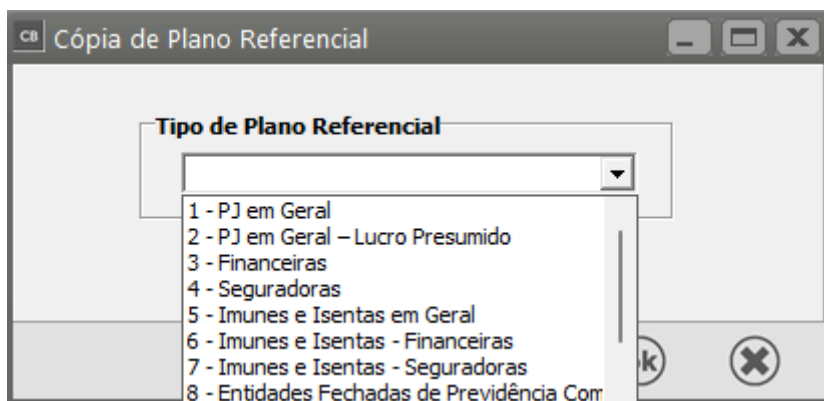 CB Cópia de Plano Referencial
Tipo de Plano Referencial
1 - PJ em Geral
2 - PJ em Geral – Lucro Presumido
3 - Financeiras
4 - Seguradoras
5 - Imunes e Isentas em Geral
6 - Imunes e Isentas - Financeiras
7 - Imunes e Isentas - Seguradoras
8 - Entidades Fechadas de Previdência Com